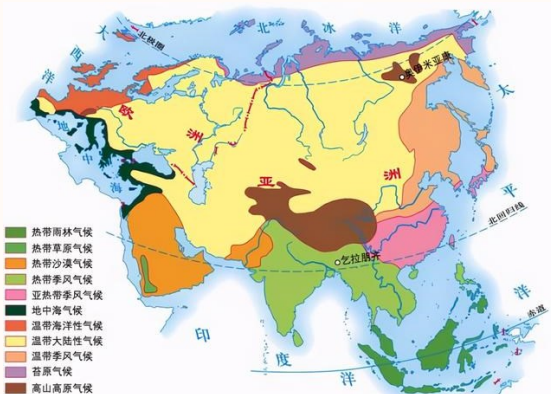 大西洋
北极圈
北冰洋
奥伊米亚康
欧洲
太平洋
地中海
亚洲
北回归线
乞拉朋齐
印度洋
赤道
热带雨林气候
热带草原气候
热带沙漠气候
热带季风气候
亚热带季风气候
地中海气候
温带海洋性气候
温带大陆性气候
温带季风气候
苔原气候
高山高原气候